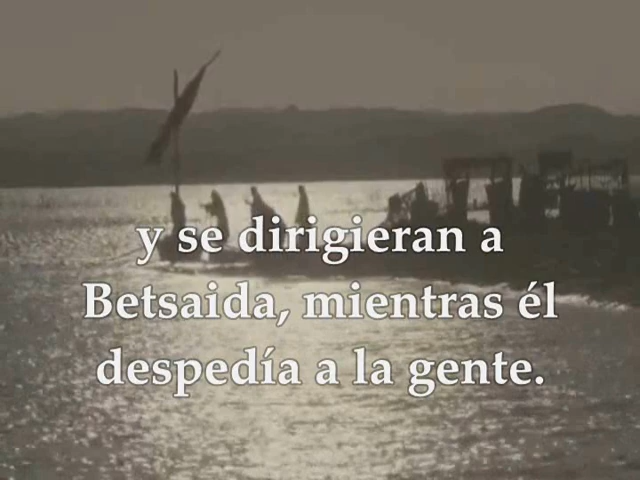 y se dirigieran a
Betsaida, mientras él
despedía a la gente.